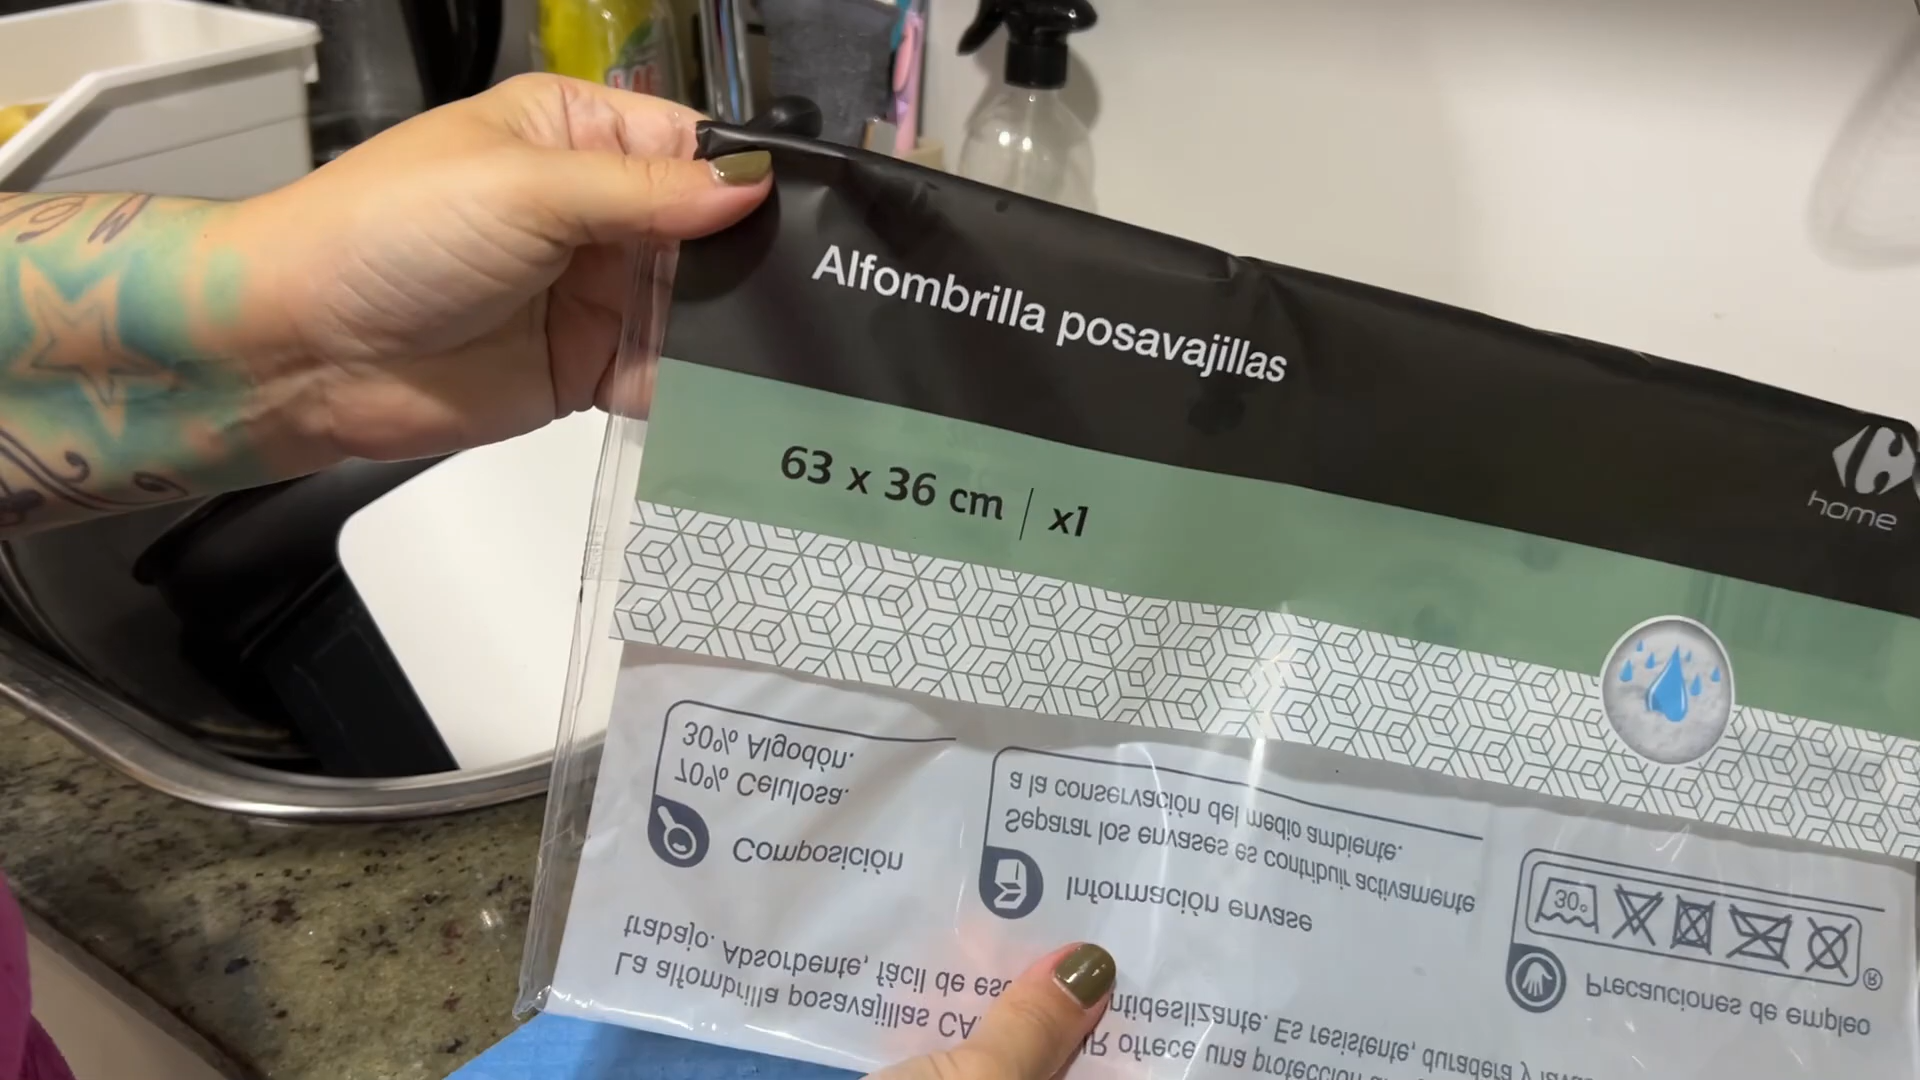 Alfombrilla posavajillas
home
63 x 36 cm | x1
La alfombrilla posavajillas ofrece una protección
trabajo. Absorbente, fácil de Es resistente, duradera y
Composición
70% Celulosa.
30% Algodón.
Información envase
Separar los envases es contribuir activamente
a la conservación del medio ambiente.
Precauciones de empleo
30°
®